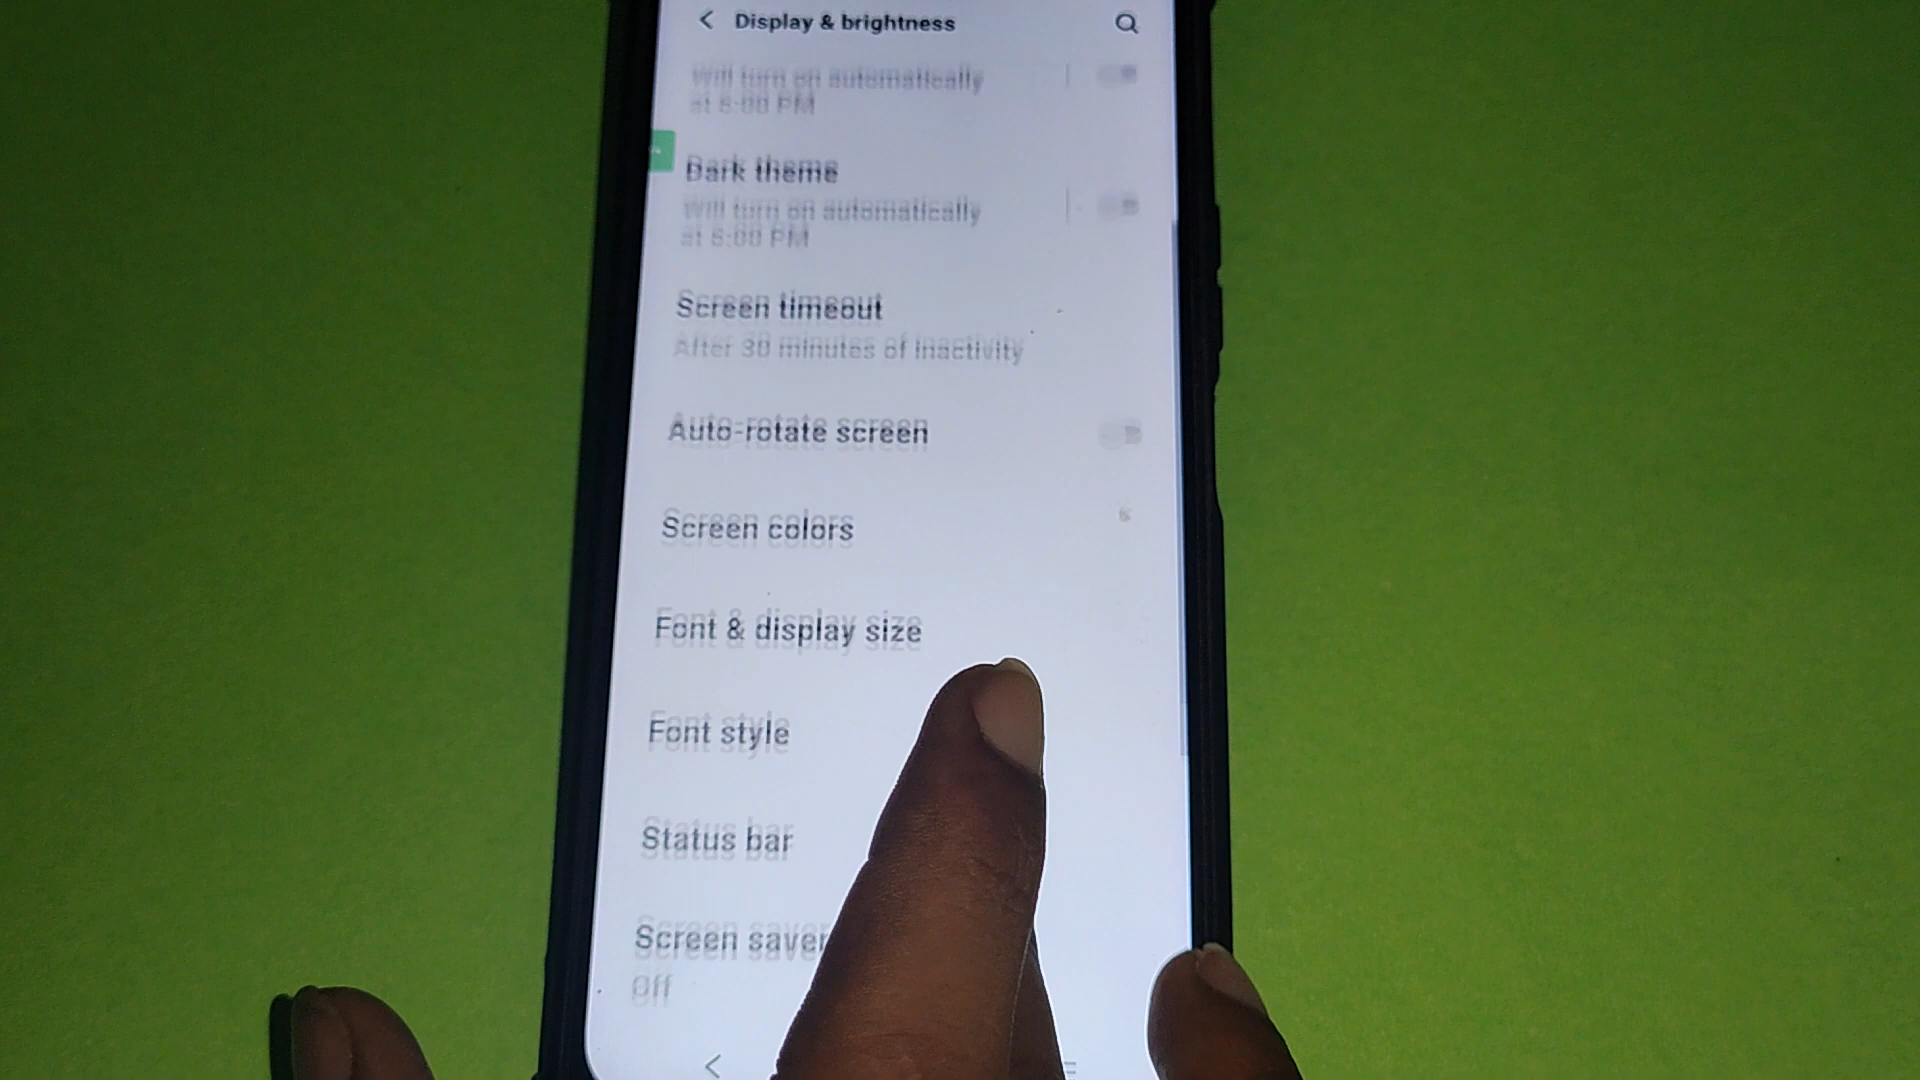 Display & brightness
Will turn on automatically
at 6:00 PM
Dark theme
Will turn on automatically
at 6:00 PM
Screen timeout
After 30 minutes of inactivity
Auto-rotate screen
Screen colors
Font & display size
Font style
Status bar
Screen saver
Off